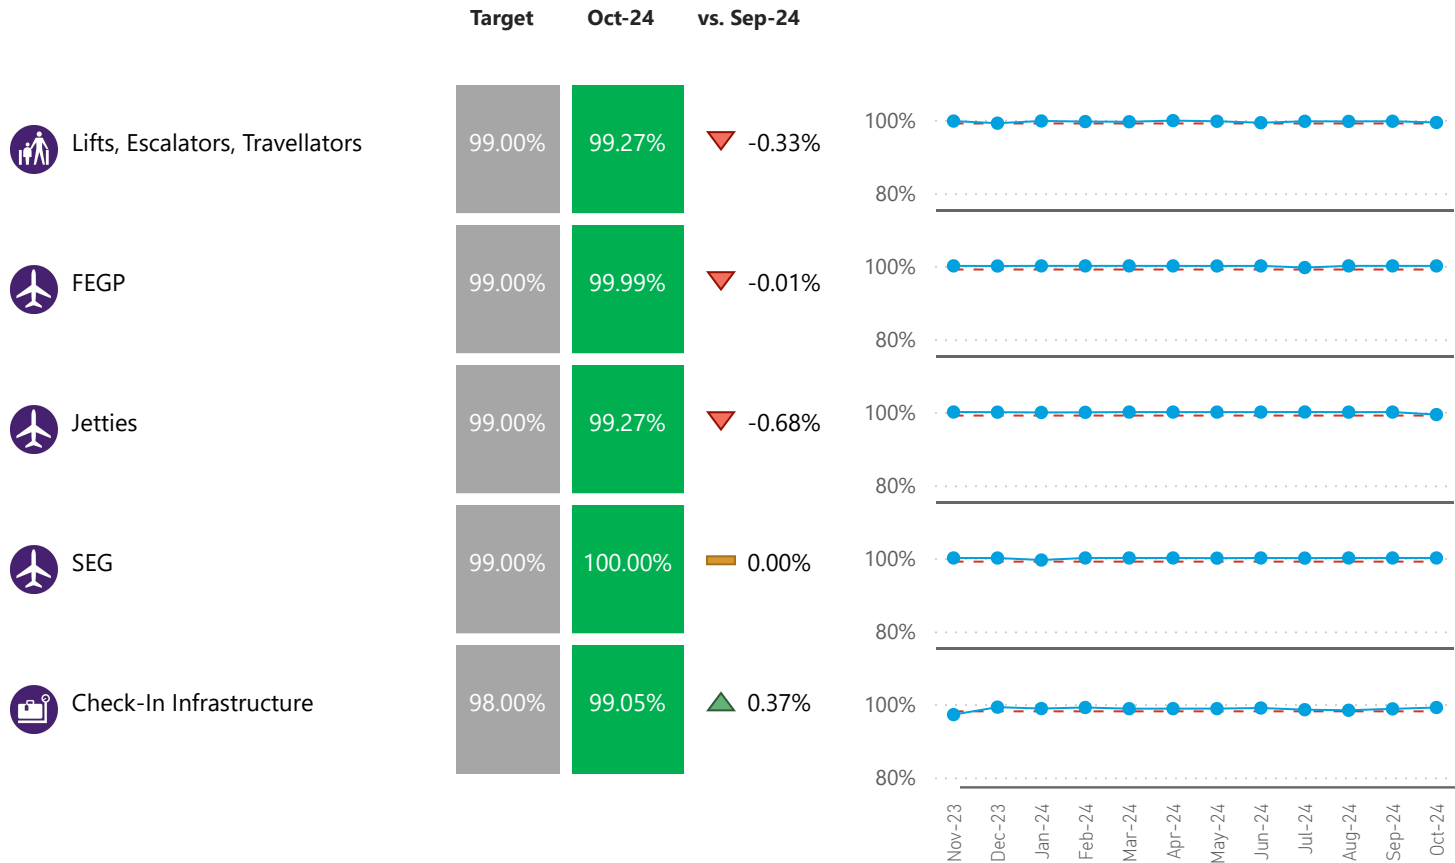 Target Oct-24 vs. Sep-24
Lifts, Escalators, Travellators 99.00% 99.27% -0.33%
100%
80%
FEGP 99.00% 99.99% -0.01%
100%
80%
Jetties 99.00% 99.27% -0.68%
100%
80%
SEG 99.00% 100.00% 0.00%
100%
80%
Check-In Infrastructure 98.00% 99.05% 0.37%
100%
80%
Nov-23 Dec-23 Jan-24 Feb-24 Mar-24 Apr-24 May-24 Jun-24 Jul-24 Aug-24 Sep-24 Oct-24